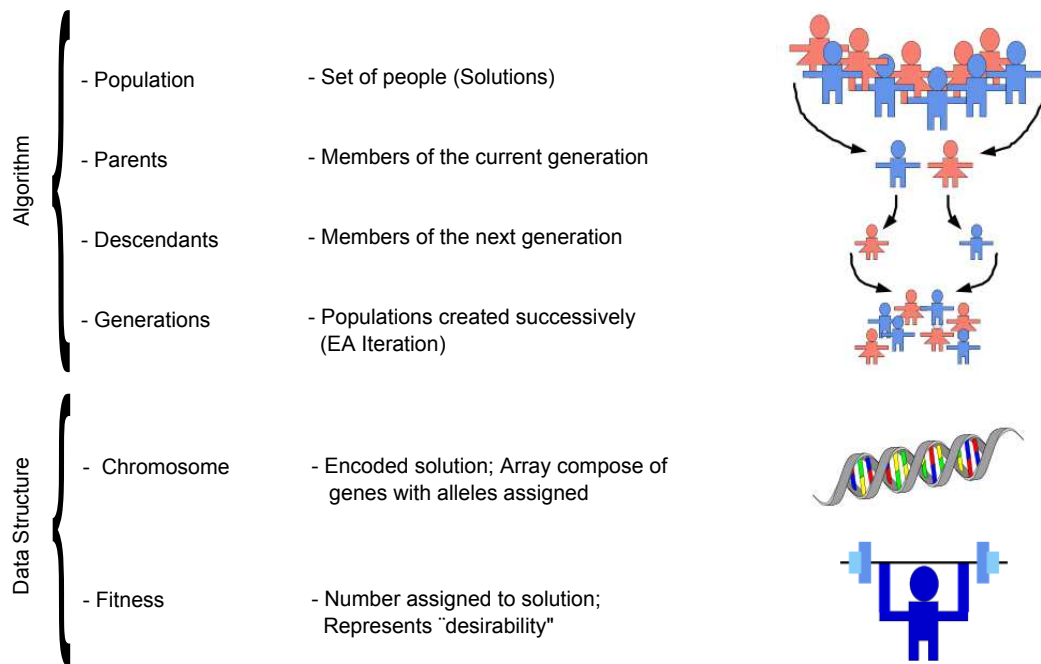 Algorithm
- Population
- Set of people (Solutions)
- Parents
- Members of the current generation
- Descendants
- Members of the next generation
- Generations
- Populations created successively
(EA Iteration)
Data Structure
- Chromosome
- Encoded solution; Array compose of
genes with alleles assigned
- Fitness
- Number assigned to solution;
Represents ¨desirability"